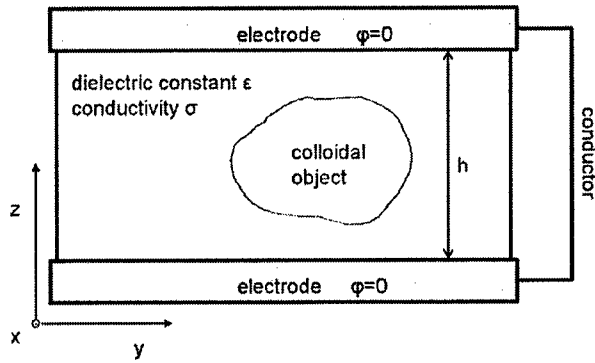 electrode φ=0
dielectric constant ε
conductivity σ
colloidal
object
h
conductor
z
electrode φ=0
x
y